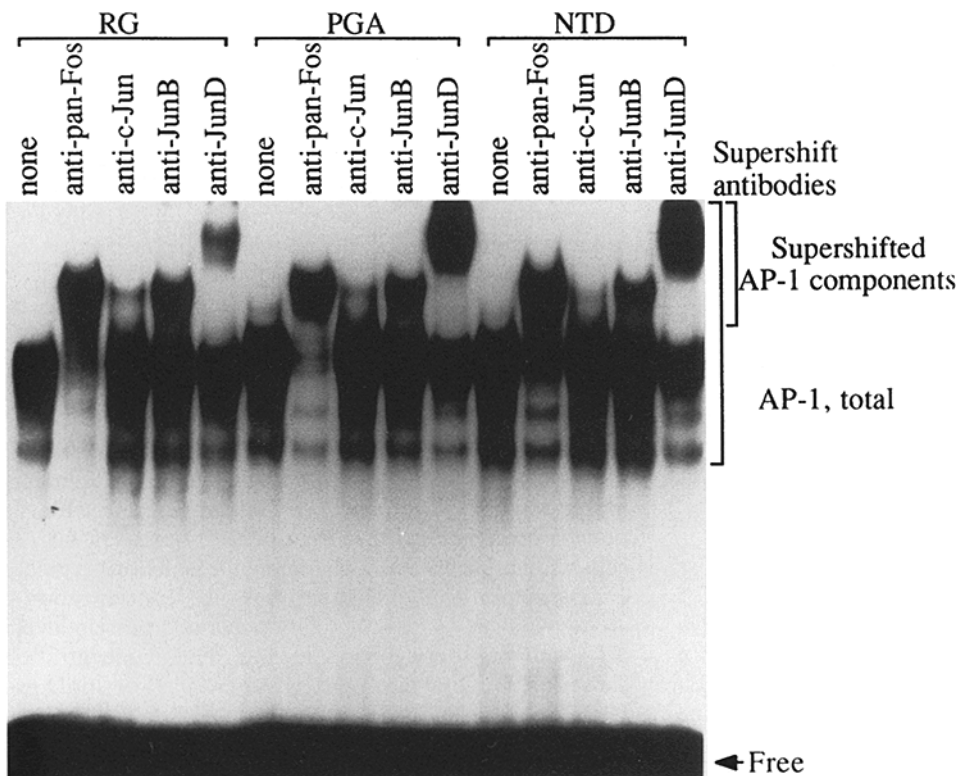 RG PGA NTD
none anti-pan-Fos anti-c-Jun anti-JunB anti-JunD none anti-pan-Fos anti-c-Jun anti-JunB anti-JunD none anti-pan-Fos anti-c-Jun anti-JunB anti-JunD
Supershift
antibodies
Supershifted
AP-1 components
AP-1, total
Free